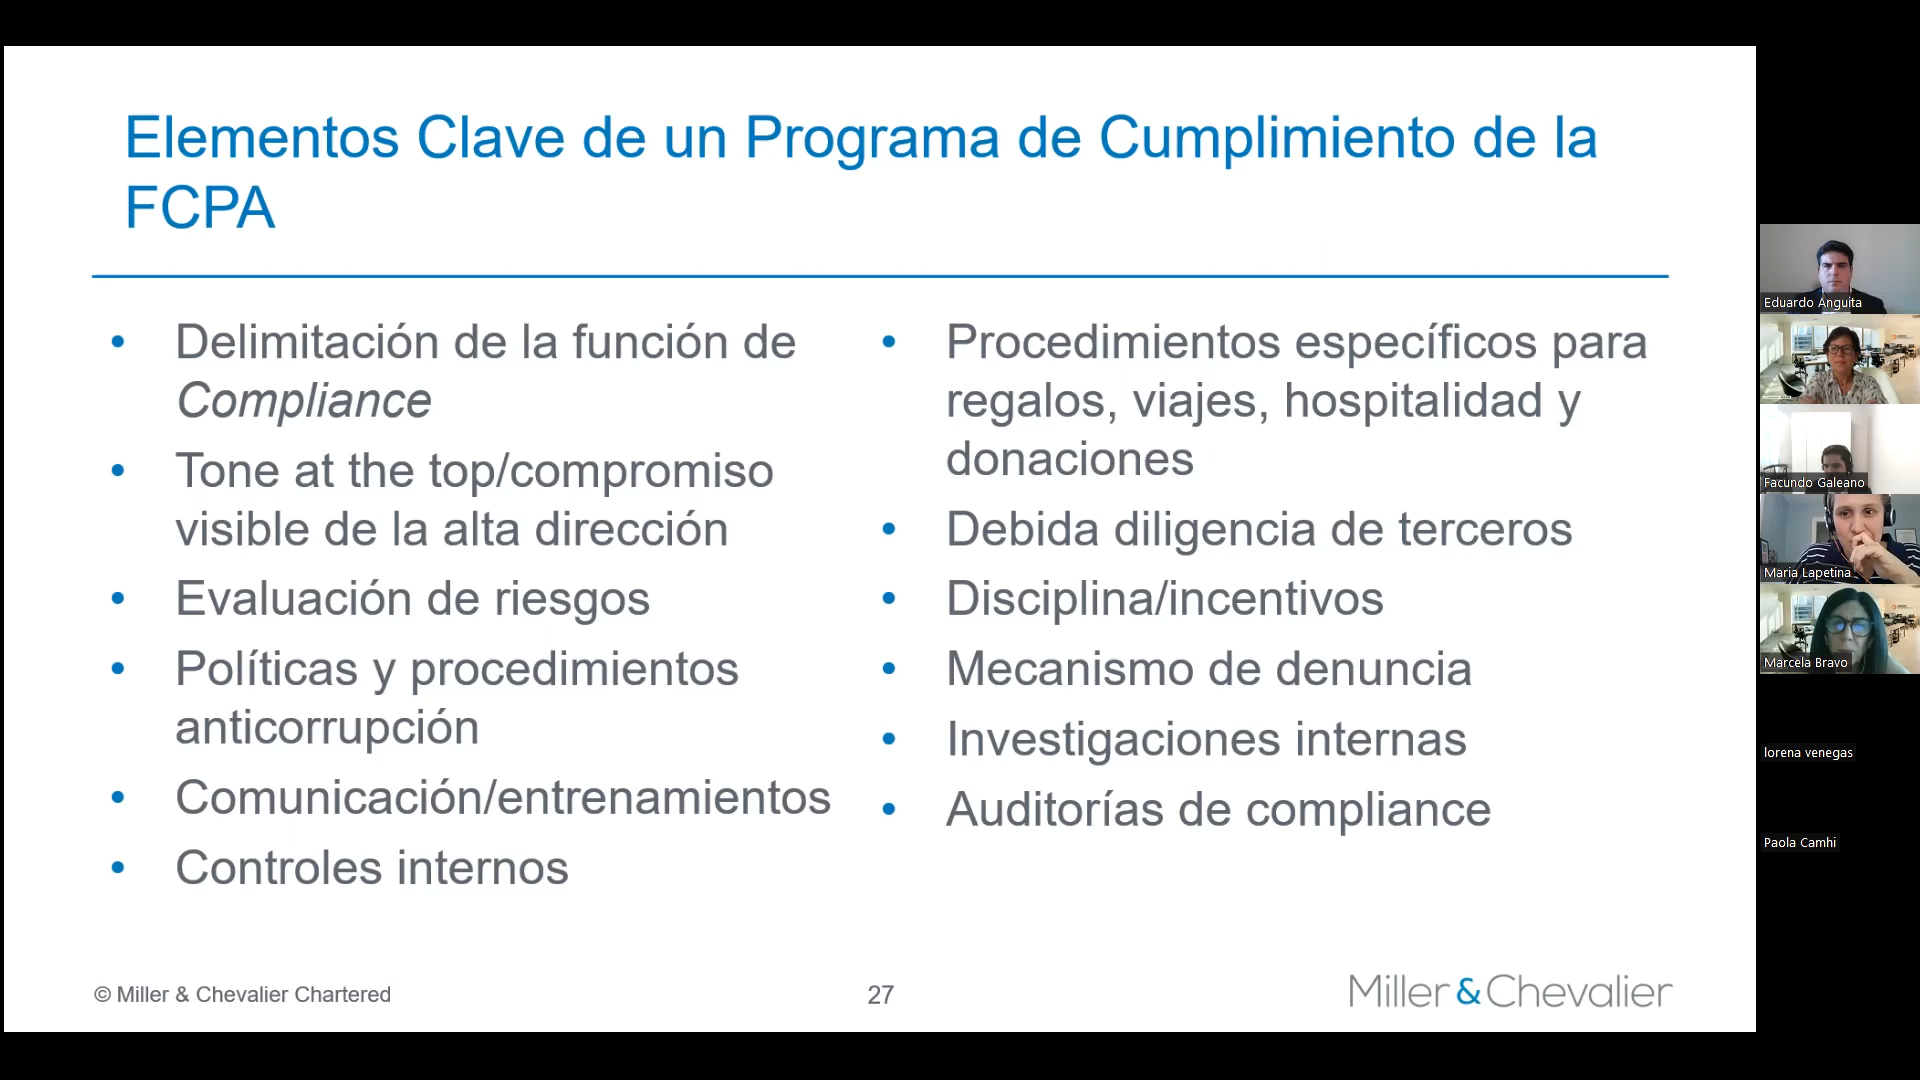 Elementos Clave de un Programa de Cumplimiento de la
FCPA
• Delimitación de la función de
Compliance
• Tone at the top/compromiso
visible de la alta dirección
• Evaluación de riesgos
• Políticas y procedimientos
anticorrupción
• Comunicación/entrenamientos
• Controles internos
• Procedimientos específicos para
regalos, viajes, hospitalidad y
donaciones
• Debida diligencia de terceros
• Disciplina/incentivos
• Mecanismo de denuncia
• Investigaciones internas
• Auditorías de compliance
© Miller & Chevalier Chartered
27
Miller&Chevalier
Eduardo Anguita
Facundo Galeano
Maria Lapetina
Marcela Bravo
lorena venegas
Paola Camhi